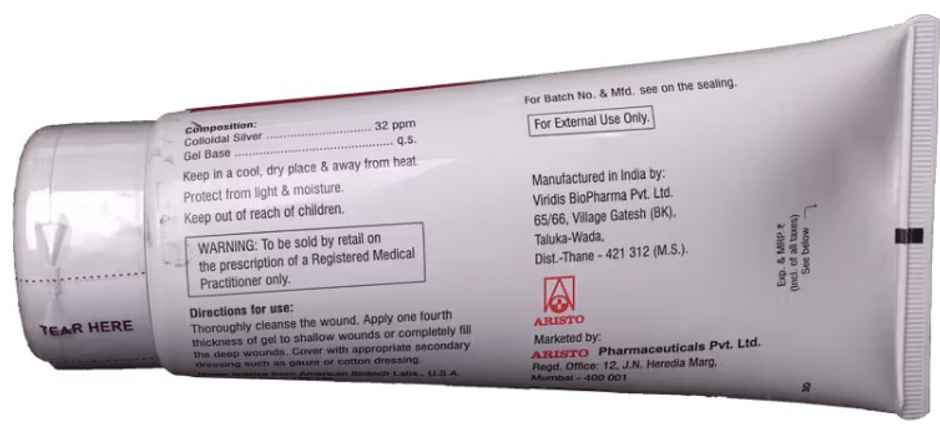 TEAR HERE
Composition:
Colloidal Silver .............................. 32 ppm
Gel Base ............................................ q.s.
Keep in a cool, dry place & away from heat
Protect from light & moisture.
Keep out of reach of children.
WARNING: To be sold by retail on
the prescription of a Registered Medical
Practitioner only.
Directions for use:
Thoroughly cleanse the wound. Apply one fourth
thickness of gel to shallow wounds or completely fill
the deep wounds. Cover with appropriate secondary
dressing such as gauze or cotton dressing.
from American Biotech Labs., U.S.A.
For Batch No. & Mfd. see on the sealing.
For External Use Only.
Manufactured in India by:
Viridis BioPharma Pvt. Ltd.
65/66, Village Gatesh (BK),
Taluka-Wada,
Dist.-Thane - 421 312 (M.S.).
ARISTO
Marketed by:
ARISTO Pharmaceuticals Pvt. Ltd.
Regd. Office: 12, J.N. Heredia Marg,
Mumbai - 400 001
Exp. & MRP ₹
(Incl. of all taxes)
See below